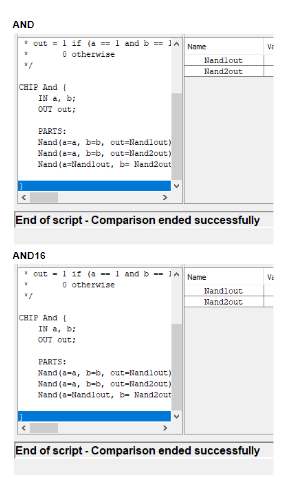 AND
* out = 1 if (a == 1 and b == 1
* 0 otherwise
*/
CHIP And {
IN a, b;
OUT out;
PARTS:
Nand(a=a, b=b, out=Nand1out)
Nand(a=a, b=b, out=Nand2out)
Nand(a=Nand1out, b= Nand2out
}
Name
Va
Nand1out
Nand2out
End of script - Comparison ended successfully
AND16
* out = 1 if (a == 1 and b == 1
* 0 otherwise
*/
CHIP And {
IN a, b;
OUT out;
PARTS:
Nand(a=a, b=b, out=Nand1out)
Nand(a=a, b=b, out=Nand2out)
Nand(a=Nand1out, b= Nand2out
}
Name
Va
Nand1out
Nand2out
End of script - Comparison ended successfully